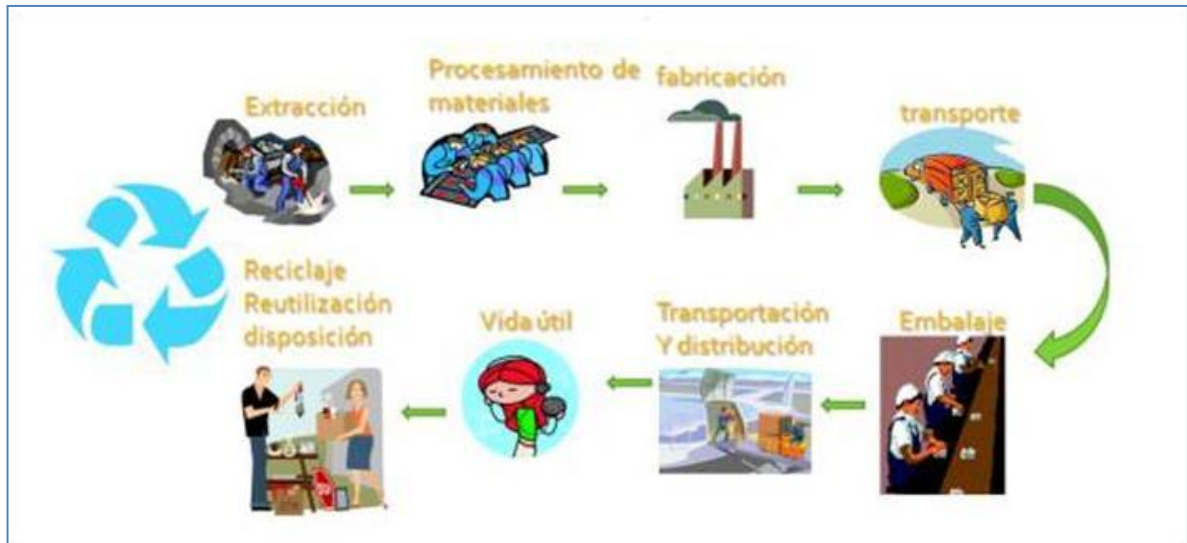 Extracción
Procesamiento de
materiales
fabricación
transporte
Embalaje
Transportación
Y distribución
Vida útil
Reciclaje
Reutilización
disposición